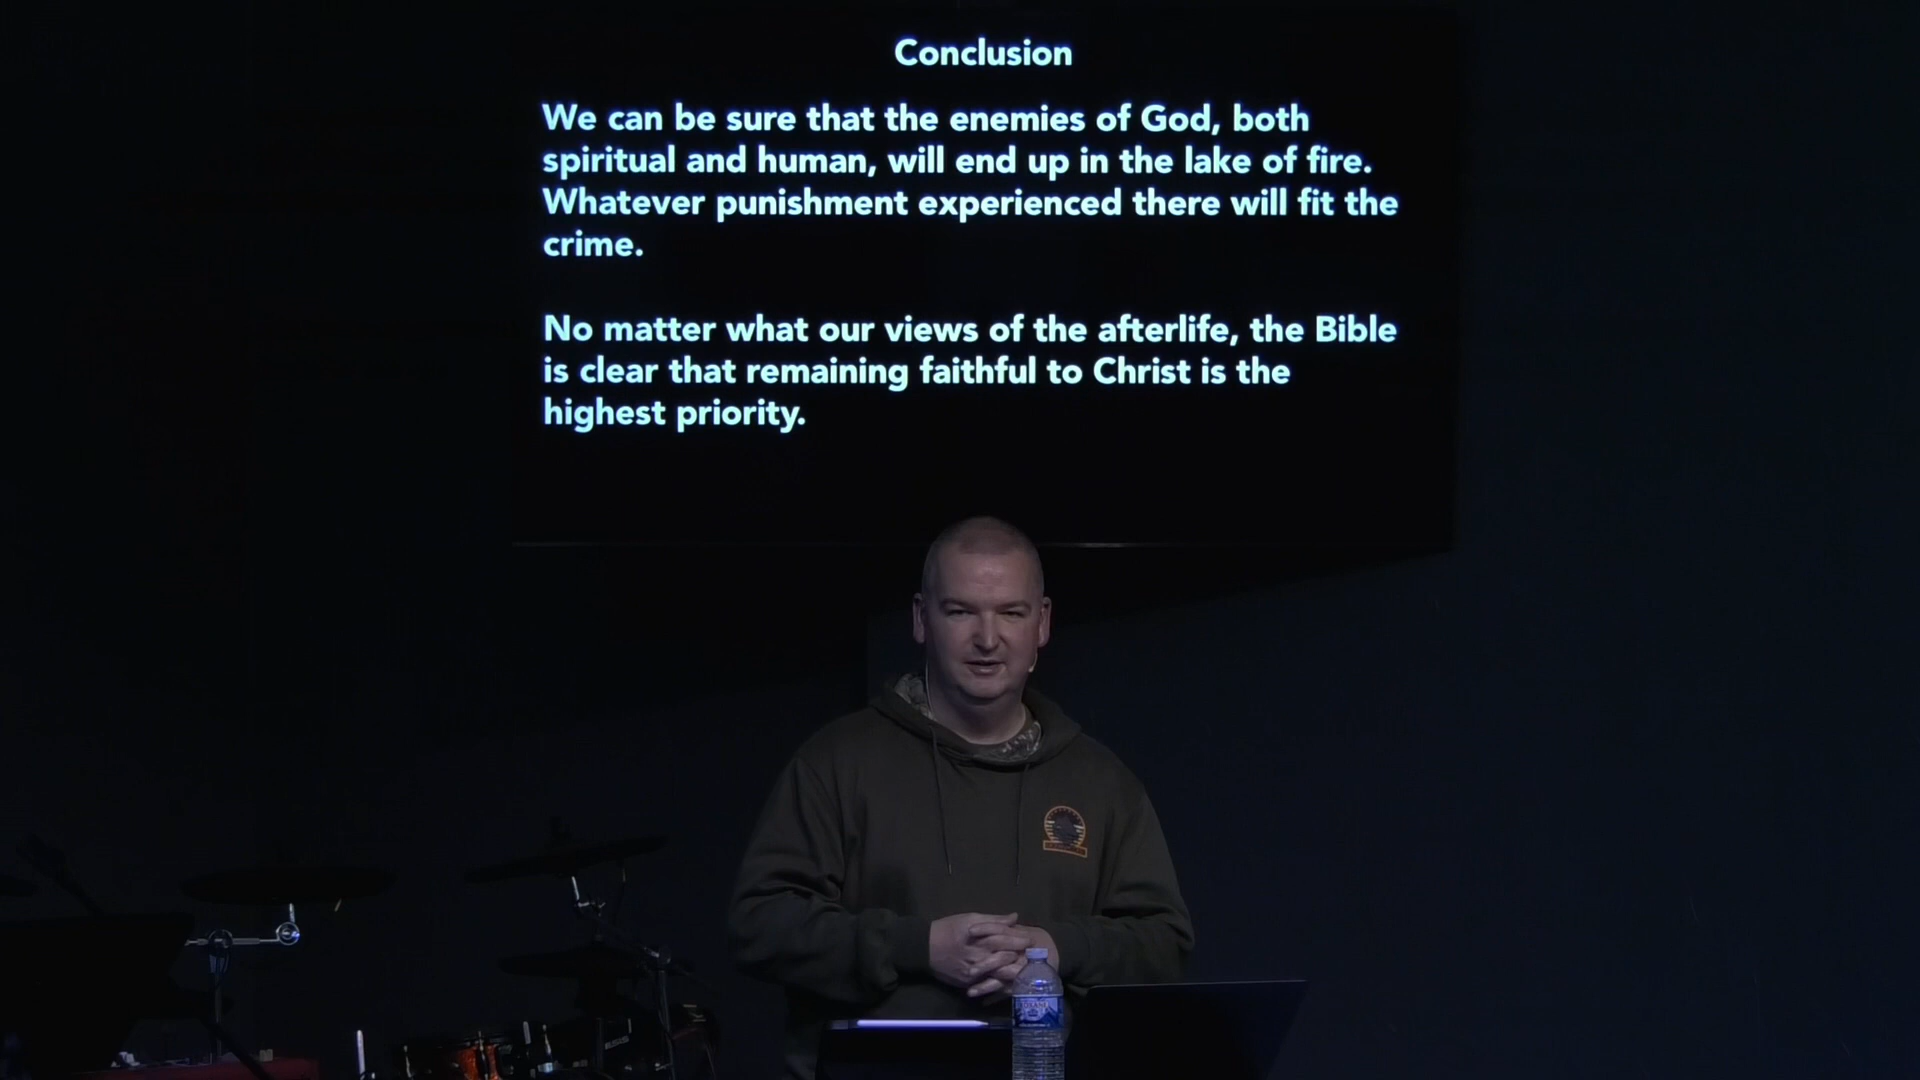 Conclusion
We can be sure that the enemies of God, both
spiritual and human, will end up in the lake of fire.
Whatever punishment experienced there will fit the
crime.
No matter what our views of the afterlife, the Bible
is clear that remaining faithful to Christ is the
highest priority.